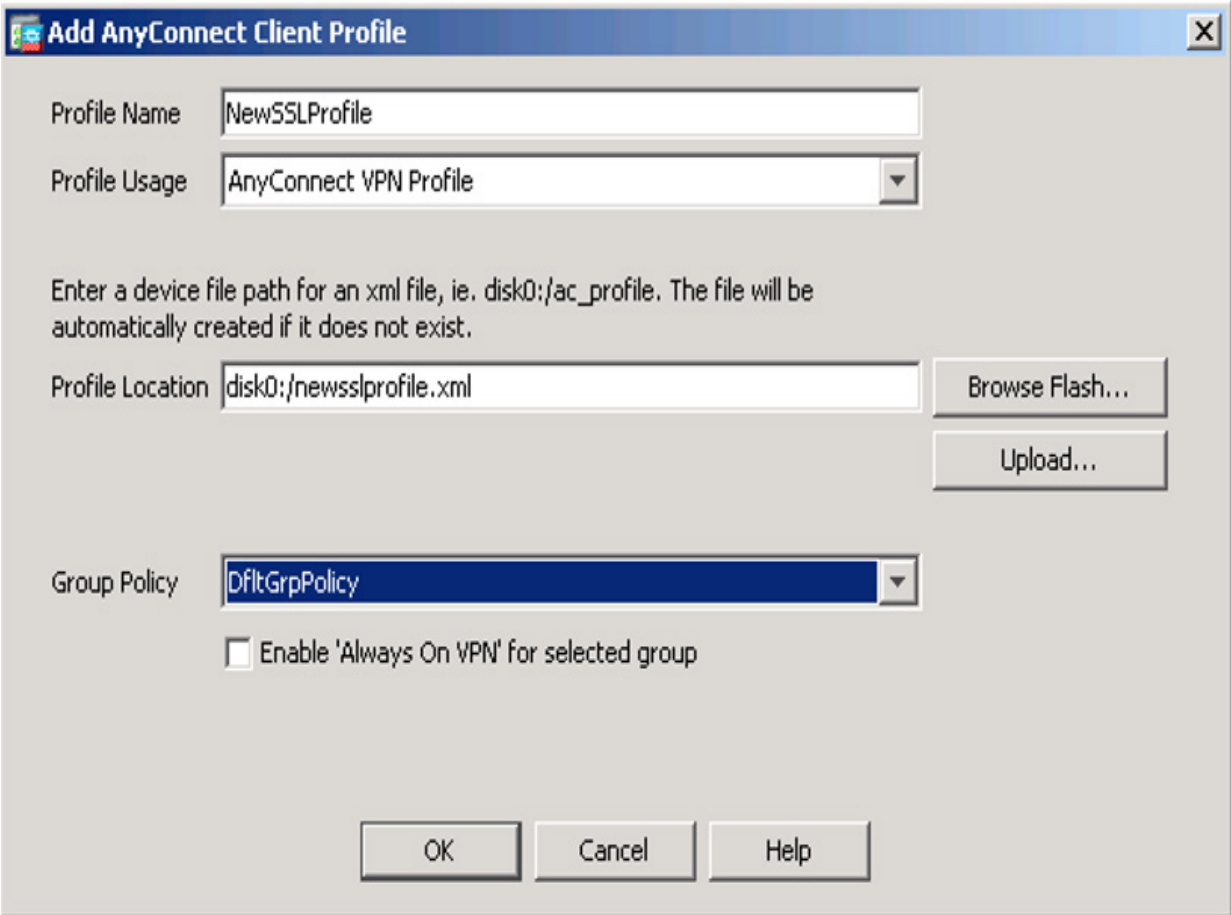 Add AnyConnect Client Profile
Profile Name NewSSLProfile
Profile Usage AnyConnect VPN Profile
Enter a device file path for an xml file, ie. disk0:/ac_profile. The file will be
automatically created if it does not exist.
Profile Location disk0:/newsslprofile.xml Browse Flash...
Upload...
Group Policy DfltGrpPolicy
Enable 'Always On VPN' for selected group
OK Cancel Help